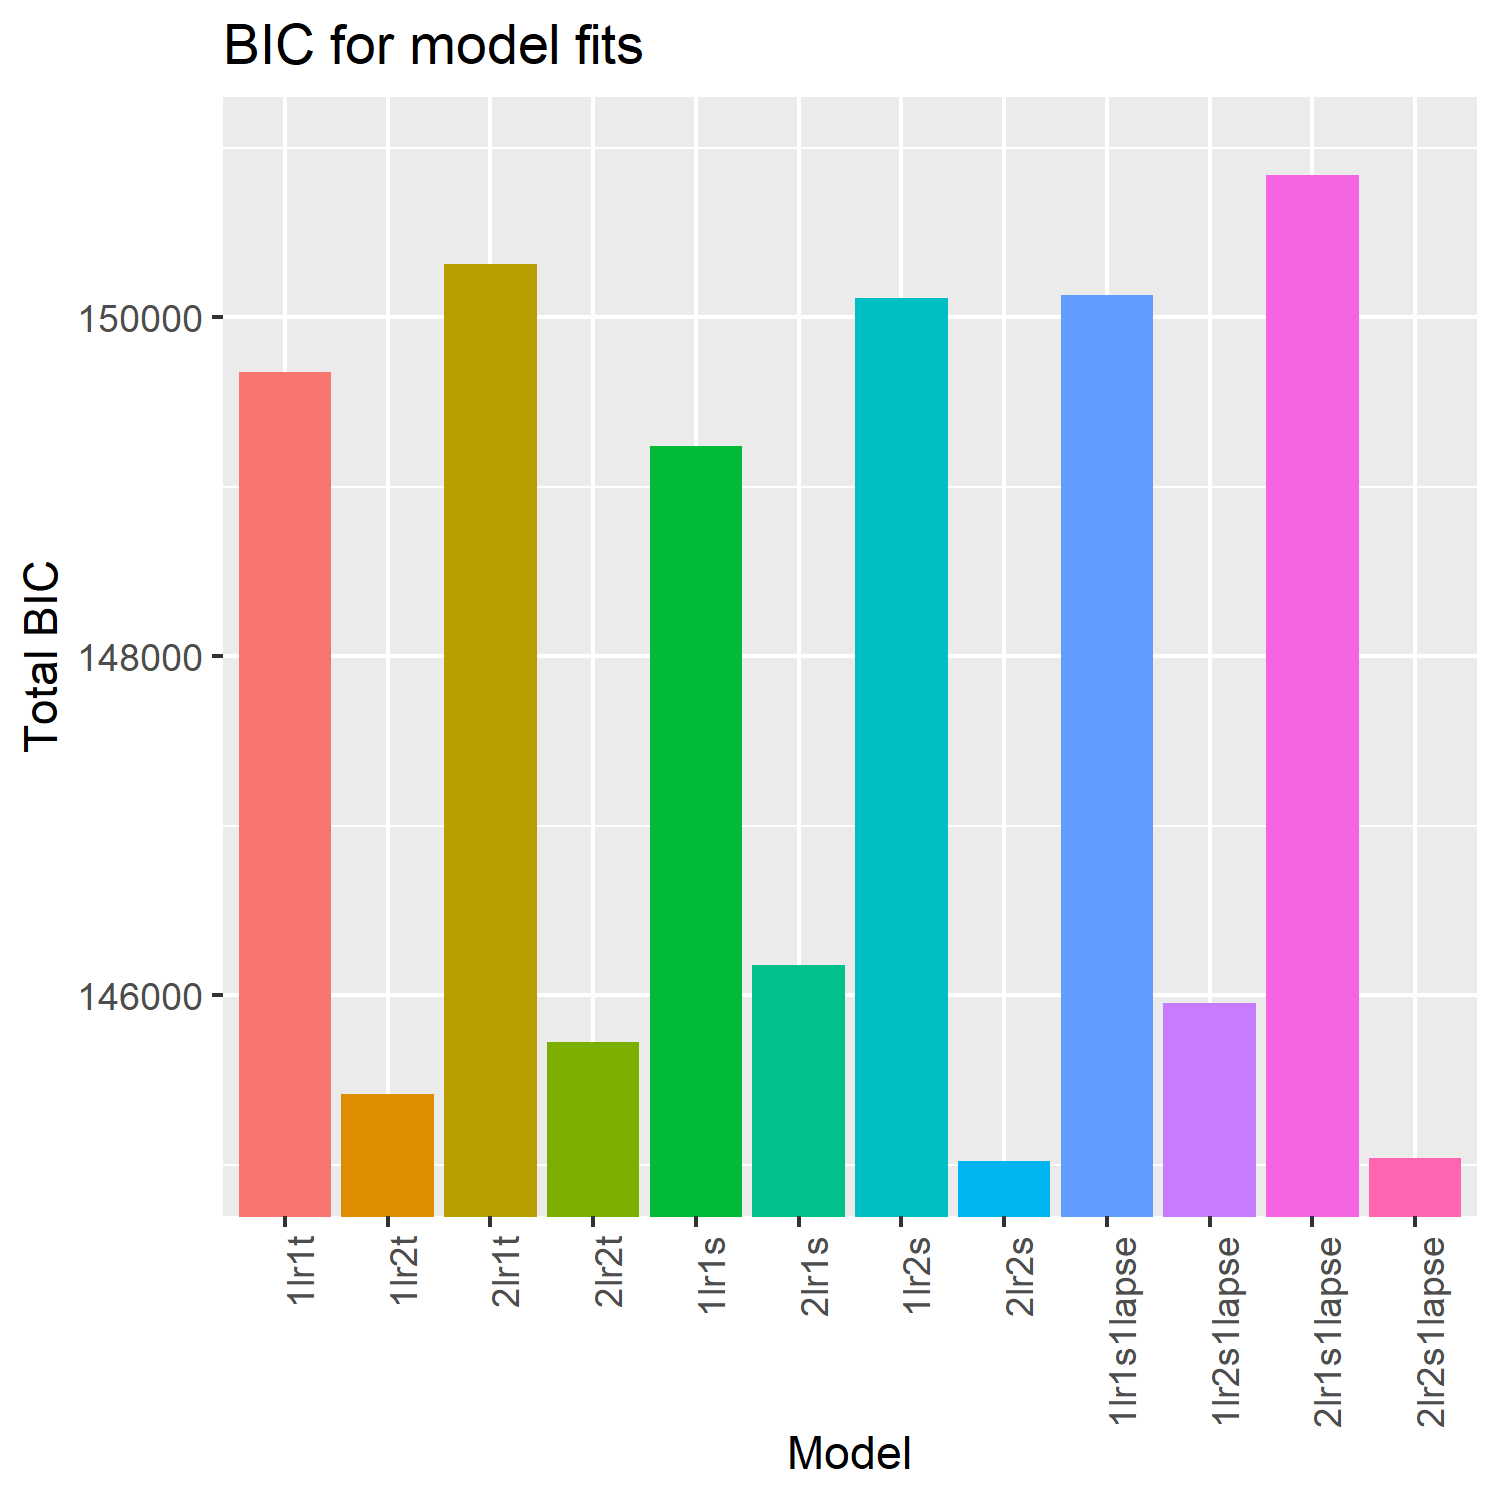 BIC for model fits
Total BIC
150000
148000
146000
1lr1t
1lr2t
2lr1t
2lr2t
1lr1s
2lr1s
1lr2s
2lr2s
1lr1s1lapse
1lr2s1lapse
2lr1s1lapse
2lr2s1lapse
Model